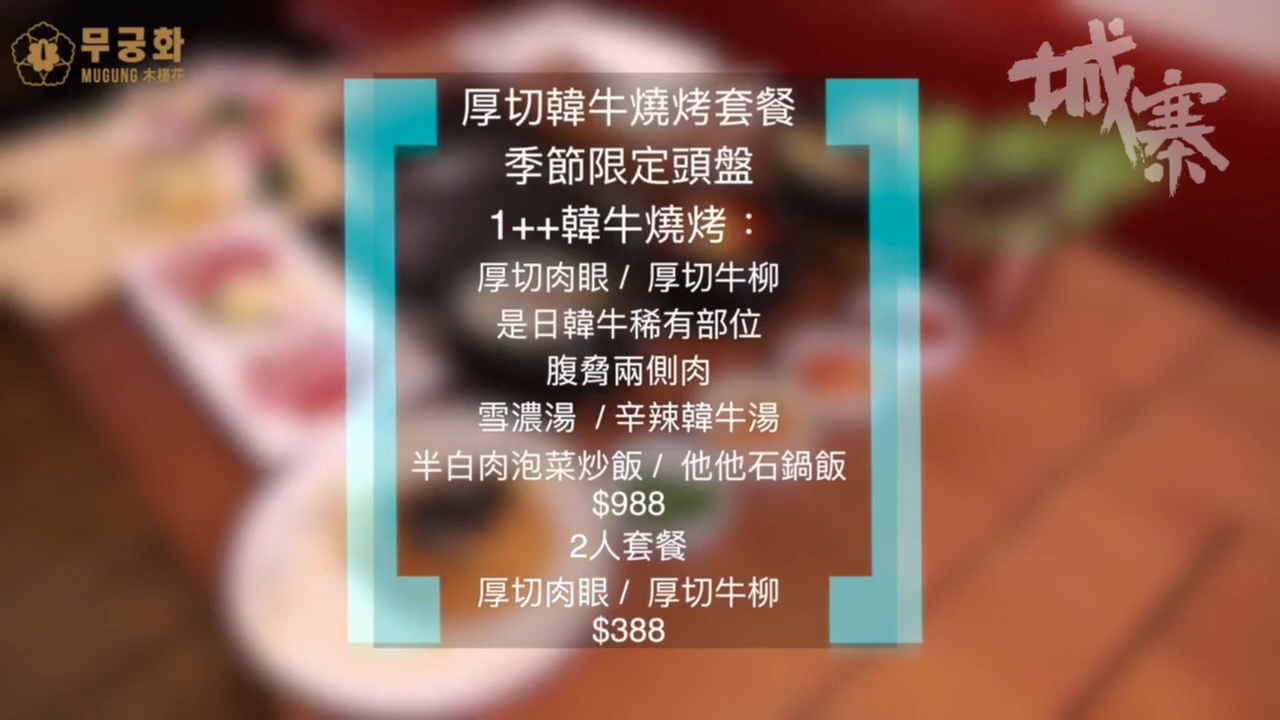 무궁화
MUGUNG 木槿花
城寨
厚切韓牛燒烤套餐
季節限定頭盤
1++韓牛燒烤：
厚切肉眼 / 厚切牛柳
是日韓牛稀有部位
腹脅兩側肉
雪濃湯 / 辛辣韓牛湯
半白肉泡菜炒飯 / 他他石鍋飯
$988
2人套餐
厚切肉眼 / 厚切牛柳
$388